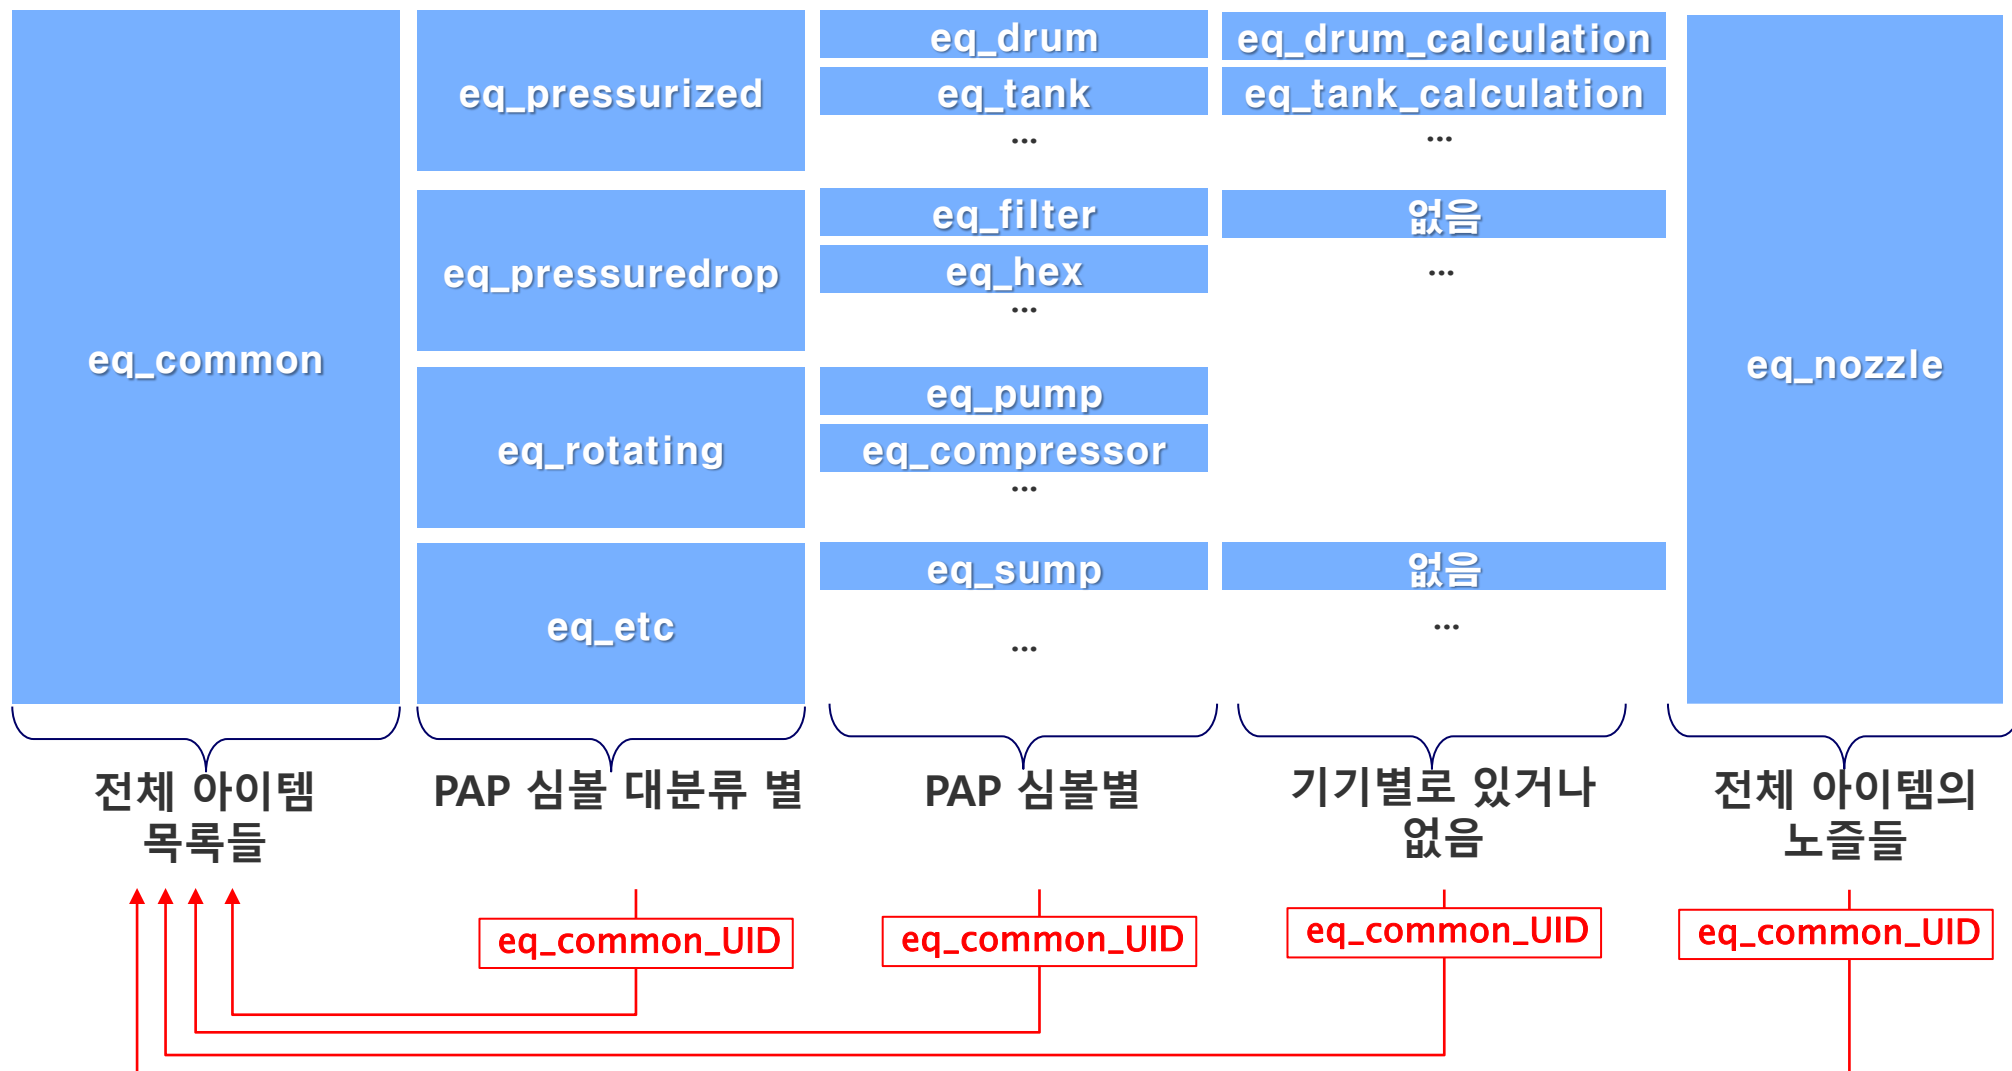 eq_common
eq_pressurized
eq_pressuredrop
eq_rotating
eq_etc
eq_drum
eq_tank
...
eq_filter
eq_hex
...
eq_pump
eq_compressor
...
eq_sump
...
eq_drum_calculation
eq_tank_calculation
...
없음
...
없음
...
eq_nozzle
전체 아이템
목록들
PAP 심볼 대분류 별
PAP 심볼별
기기별로 있거나
없음
전체 아이템의
노즐들
eq_common_UID
eq_common_UID
eq_common_UID
eq_common_UID